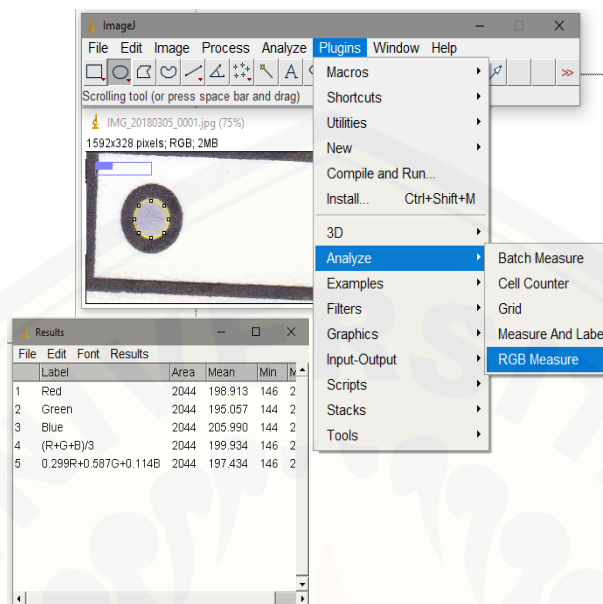 ImageJ
File Edit Image Process Analyze Plugins Window Help
A >>
Scrolling tool (or press space bar and drag)
IMG_20180305_0001.jpg (75%)
1592x328 pixels; RGB; 2MB
Macros
Shortcuts
Utilities
New
Compile and Run...
Install... Ctrl+Shift+M
3D
Analyze
Examples
Filters
Graphics
Input-Output
Scripts
Stacks
Tools
Batch Measure
Cell Counter
Grid
Measure And Labe
RGB Measure
Results
File Edit Font Results
Label Area Mean Min M
1 Red 2044 198.913 146 2
2 Green 2044 195.057 144 2
3 Blue 2044 205.990 144 2
4 (R+G+B)/3 2044 199.934 146 2
5 0.299R+0.587G+0.114B 2044 197.434 146 2